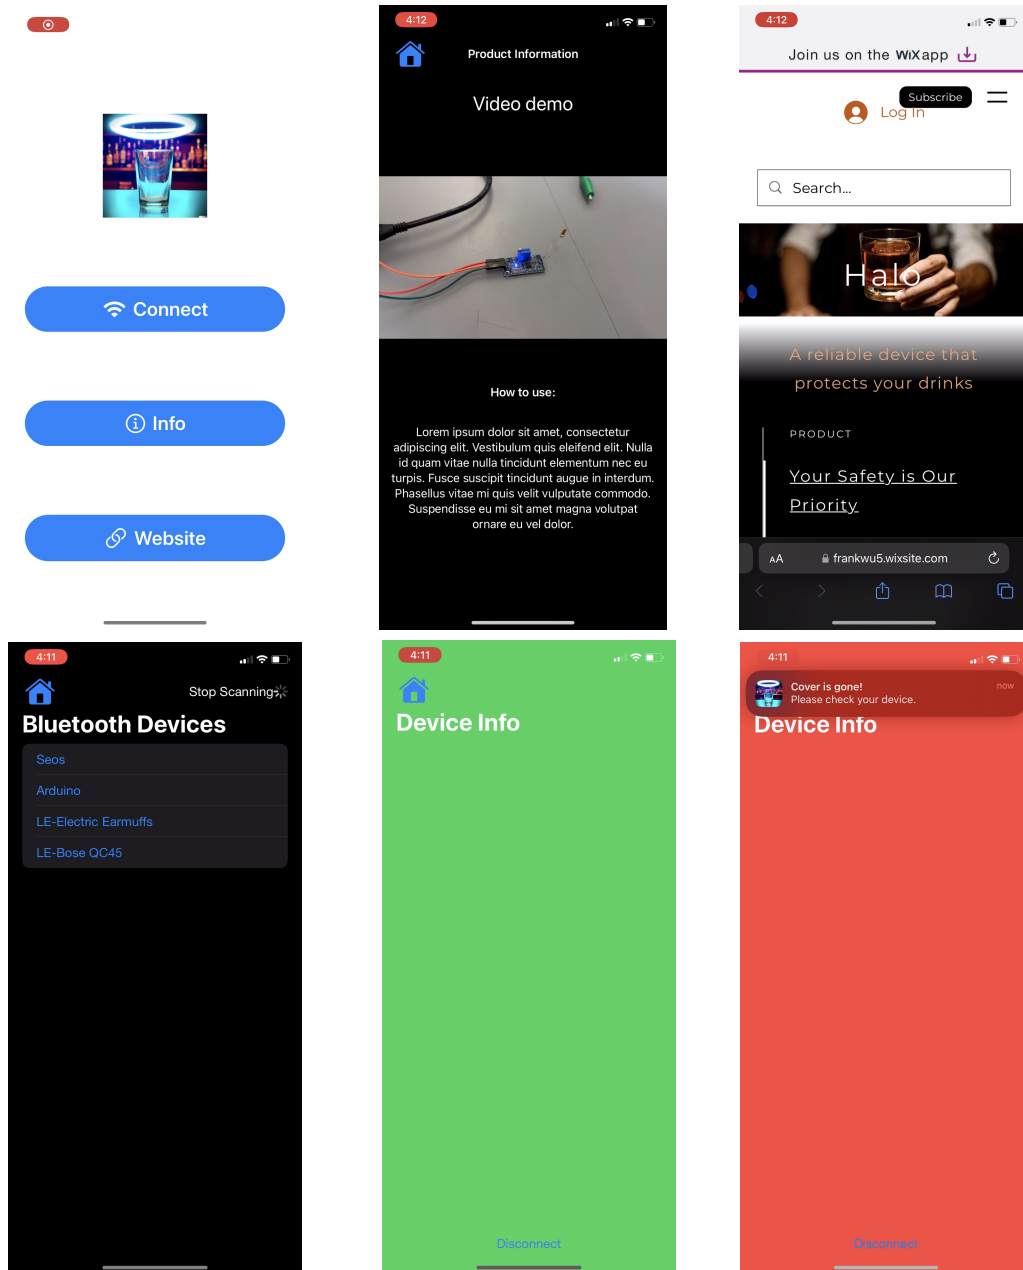 Connect
Info
Website
4:12
Product Information
Video demo
How to use:
Lorem ipsum dolor sit amet, consectetur
adipiscing elit. Vestibulum quis eleifend elit. Nulla
id quam vitae nulla tincidunt elementum nec eu
turpis. Fusce suscipit tincidunt augue in interdum.
Phasellus vitae mi quis velit vulputate commodo.
Suspendisse eu mi sit amet magna volutpat
ornare eu vel dolor.
4:12
Join us on the WiX app
Subscribe
Log In
Search...
Halo
A reliable device that
protects your drinks
PRODUCT
Your Safety is Our
Priority
AA frankwu5.wixsite.com
4:11
Stop Scanning
Bluetooth Devices
Seos
Arduino
LE-Electric Earmuffs
LE-Bose QC45
4:11
Device Info
Disconnect
4:11
Cover is gone!
now
Please check your device.
Device Info
Disconnect